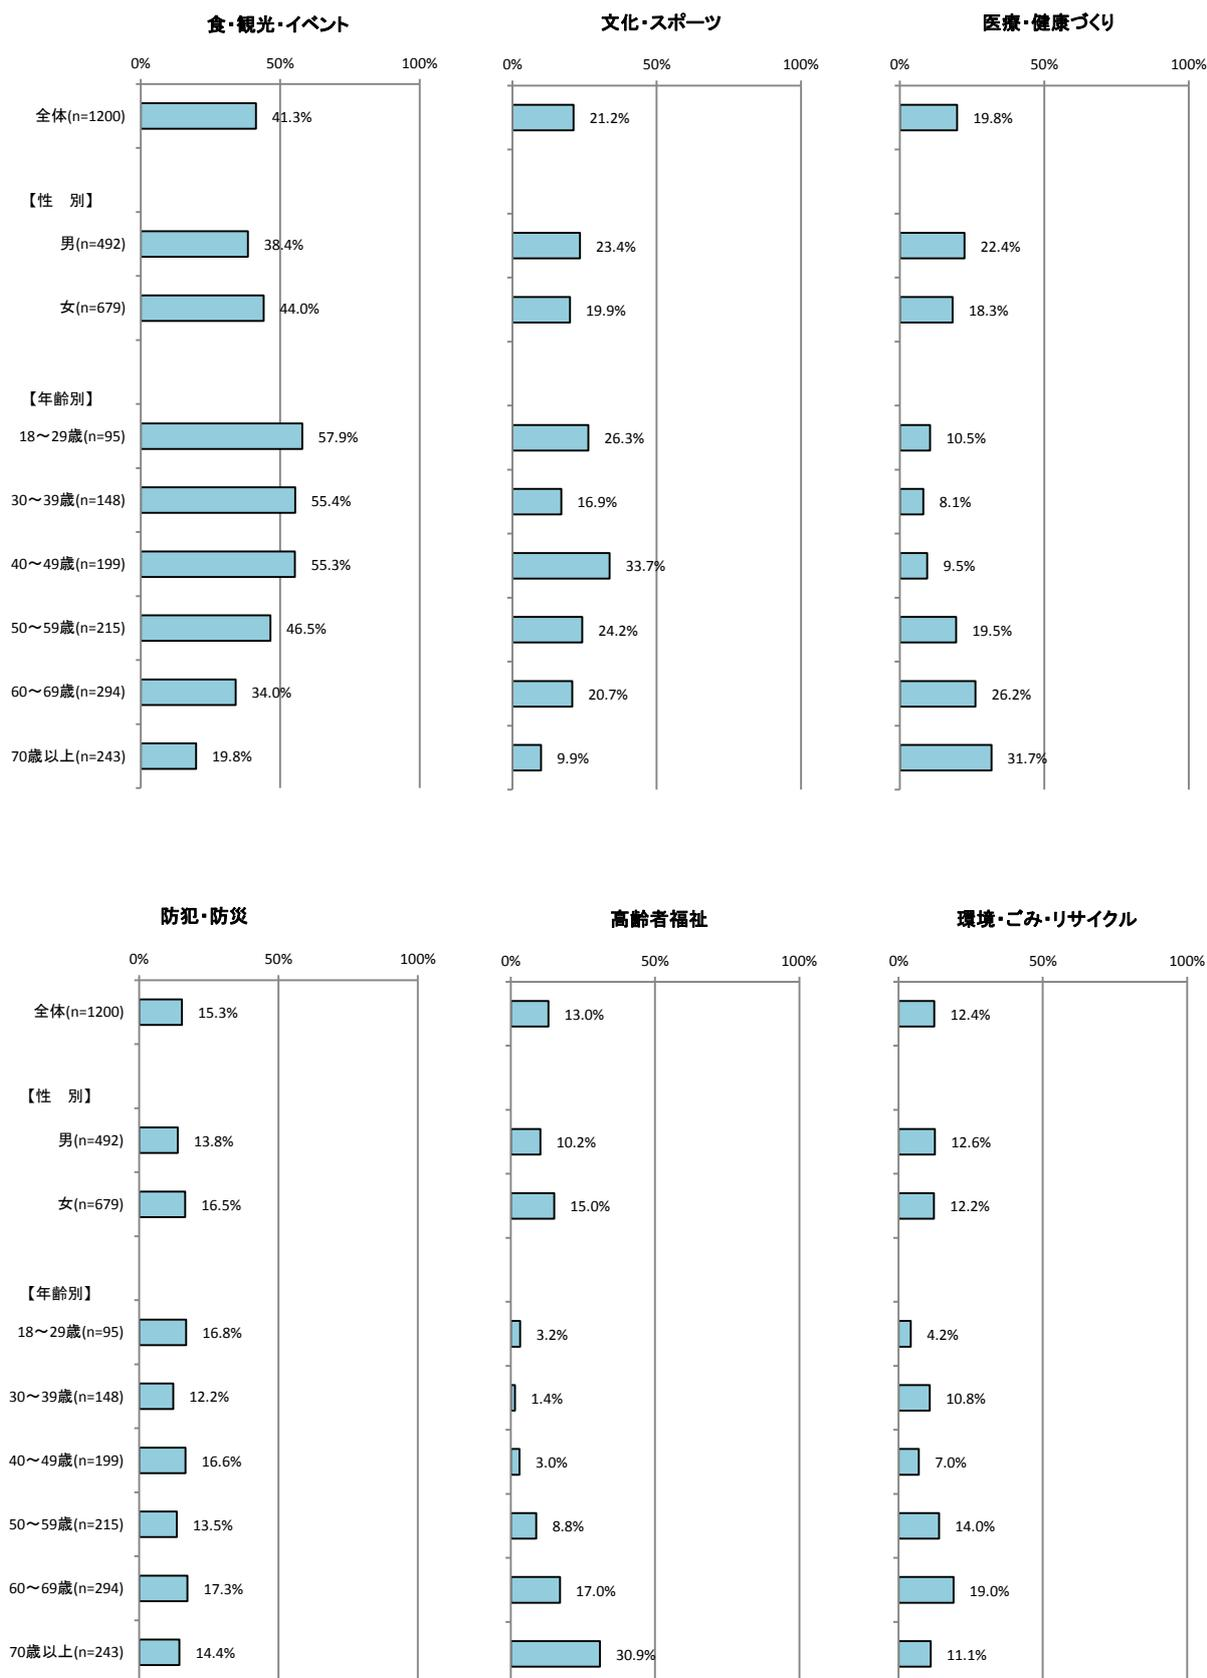 食・観光・イベント 文化・スポーツ 医療・健康づくり
0% 50% 100% 0% 50% 100% 0% 50% 100%
全体(n=1200) 41.3% 21.2% 19.8%
【性　別】
男(n=492) 38.4% 23.4% 22.4%
女(n=679) 44.0% 19.9% 18.3%
【年齢別】
18～29歳(n=95) 57.9% 26.3% 10.5%
30～39歳(n=148) 55.4% 16.9% 8.1%
40～49歳(n=199) 55.3% 33.7% 9.5%
50～59歳(n=215) 46.5% 24.2% 19.5%
60～69歳(n=294) 34.0% 20.7% 26.2%
70歳以上(n=243) 19.8% 9.9% 31.7%
防犯・防災 高齢者福祉 環境・ごみ・リサイクル
0% 50% 100% 0% 50% 100% 0% 50% 100%
全体(n=1200) 15.3% 13.0% 12.4%
【性　別】
男(n=492) 13.8% 10.2% 12.6%
女(n=679) 16.5% 15.0% 12.2%
【年齢別】
18～29歳(n=95) 16.8% 3.2% 4.2%
30～39歳(n=148) 12.2% 1.4% 10.8%
40～49歳(n=199) 16.6% 3.0% 7.0%
50～59歳(n=215) 13.5% 8.8% 14.0%
60～69歳(n=294) 17.3% 17.0% 19.0%
70歳以上(n=243) 14.4% 30.9% 11.1%